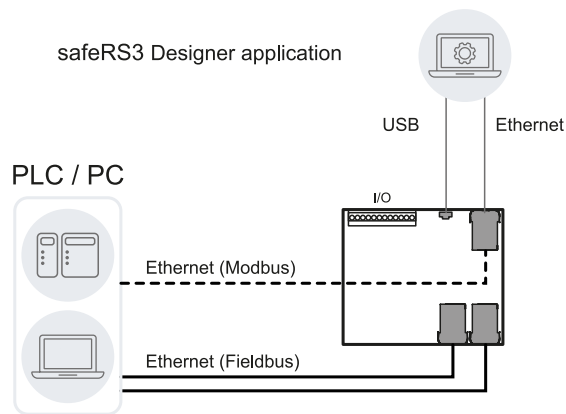 safeRS3 Designer application
USB
Ethernet
PLC / PC
I/O
Ethernet (Modbus)
Ethernet (Fieldbus)